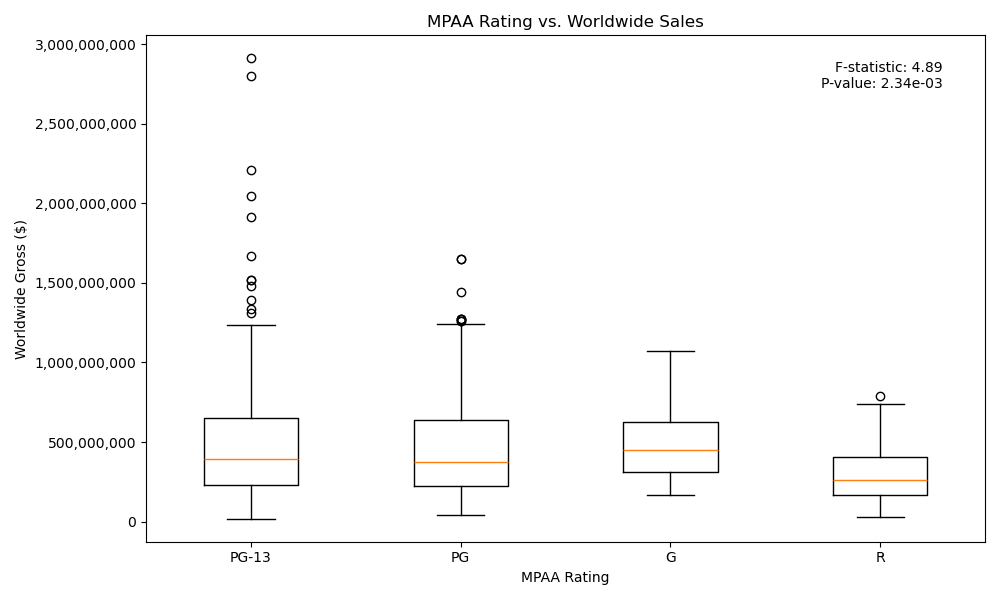 MPAA Rating vs. Worldwide Sales
F-statistic: 4.89
P-value: 2.34e-03
Worldwide Gross ($)
3,000,000,000
2,500,000,000
2,000,000,000
1,500,000,000
1,000,000,000
500,000,000
0
PG-13
PG
G
R
MPAA Rating